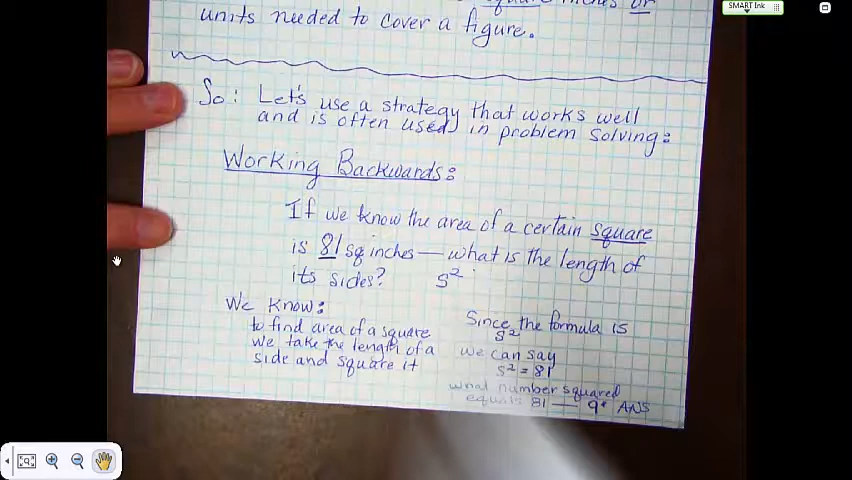 units needed to cover a figure.
So: Let's use a strategy that works well
and is often used in problem solving:
Working Backwards:
If we know the area of a certain square
is 81 sq inches — what is the length of
its sides? s²
We know:
to find area of a square
we take the length of a
side and square it
Since the formula is
s²
we can say
s² = 81
what number squared
equals 81 — 9" ANS
SMART Ink